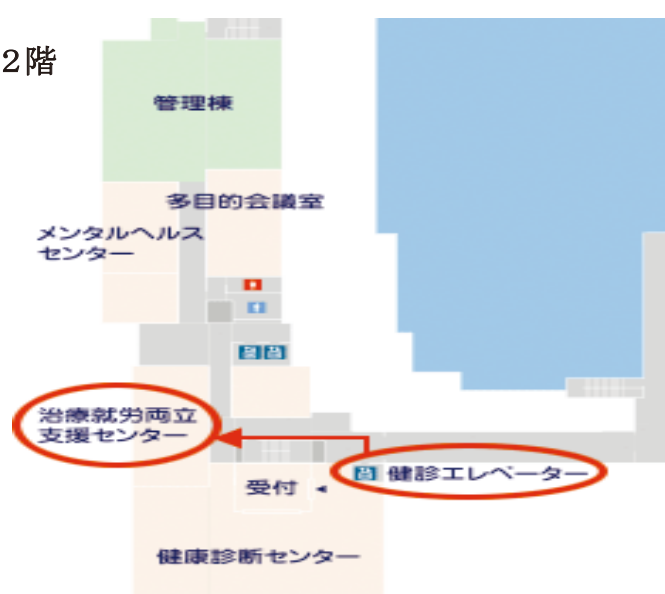 2階
管理棟
多目的会議室
メンタルヘルス
センター
治療就労両立
支援センター
健診エレベーター
受付
健康診断センター